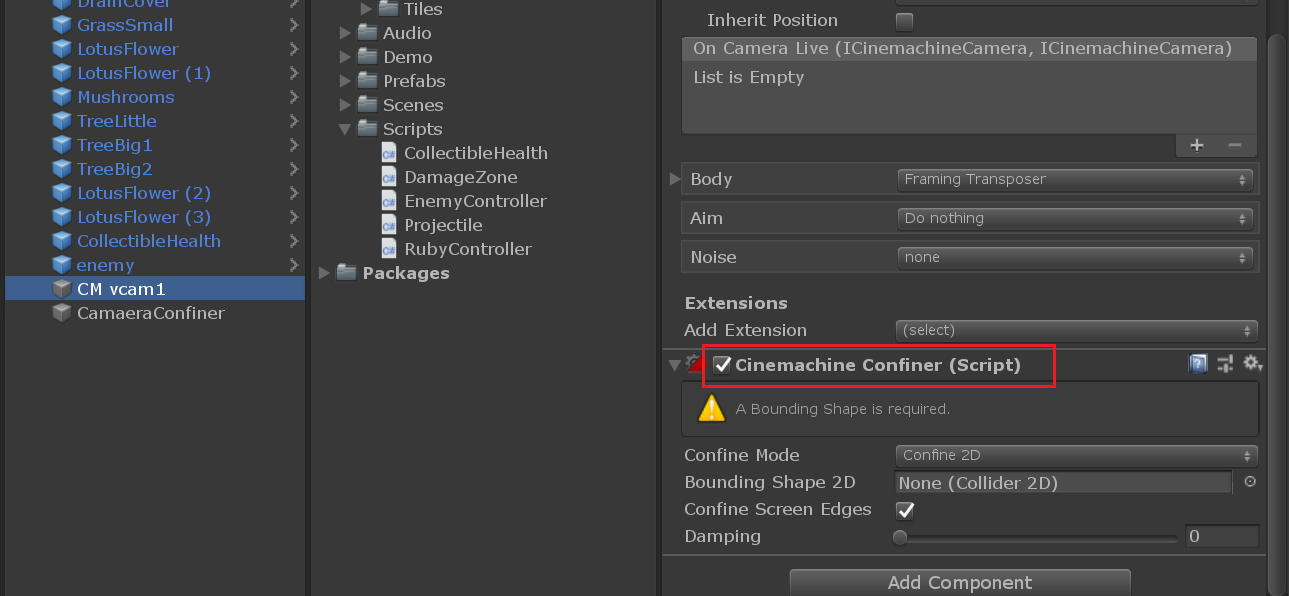 DrainCover
GrassSmall
LotusFlower
LotusFlower (1)
Mushrooms
TreeLittle
TreeBig1
TreeBig2
LotusFlower (2)
LotusFlower (3)
CollectibleHealth
enemy
CM vcam1
CamaeraConfiner
Tiles
Audio
Demo
Prefabs
Scenes
Scripts
CollectibleHealth
DamageZone
EnemyController
Projectile
RubyController
Packages
Inherit Position
On Camera Live (ICinemachineCamera, ICinemachineCamera)
List is Empty
Body Framing Transposer
Aim Do nothing
Noise none
Extensions
Add Extension (select)
Cinemachine Confiner (Script)
A Bounding Shape is required.
Confine Mode Confine 2D
Bounding Shape 2D None (Collider 2D)
Confine Screen Edges
Damping 0
Add Component